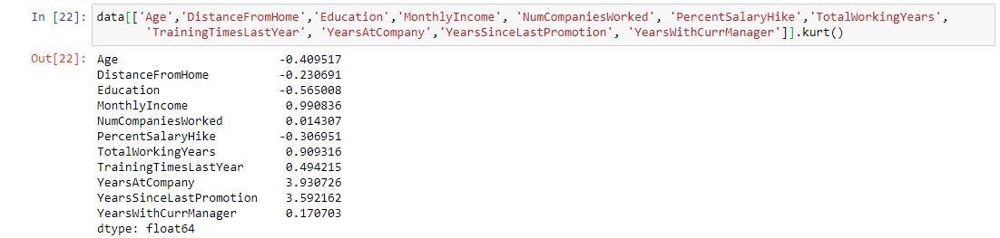 In [22]: data[['Age','DistanceFromHome','Education','MonthlyIncome', 'NumCompaniesWorked', 'PercentSalaryHike','TotalWorkingYears',
'TrainingTimesLastYear', 'YearsAtCompany','YearsSinceLastPromotion', 'YearsWithCurrManager']].kurt()
Out[22]: Age -0.409517
DistanceFromHome -0.230691
Education -0.565008
MonthlyIncome 0.990836
NumCompaniesWorked 0.014307
PercentSalaryHike -0.306951
TotalWorkingYears 0.909316
TrainingTimesLastYear 0.494215
YearsAtCompany 3.930726
YearsSinceLastPromotion 3.592162
YearsWithCurrManager 0.170703
dtype: float64